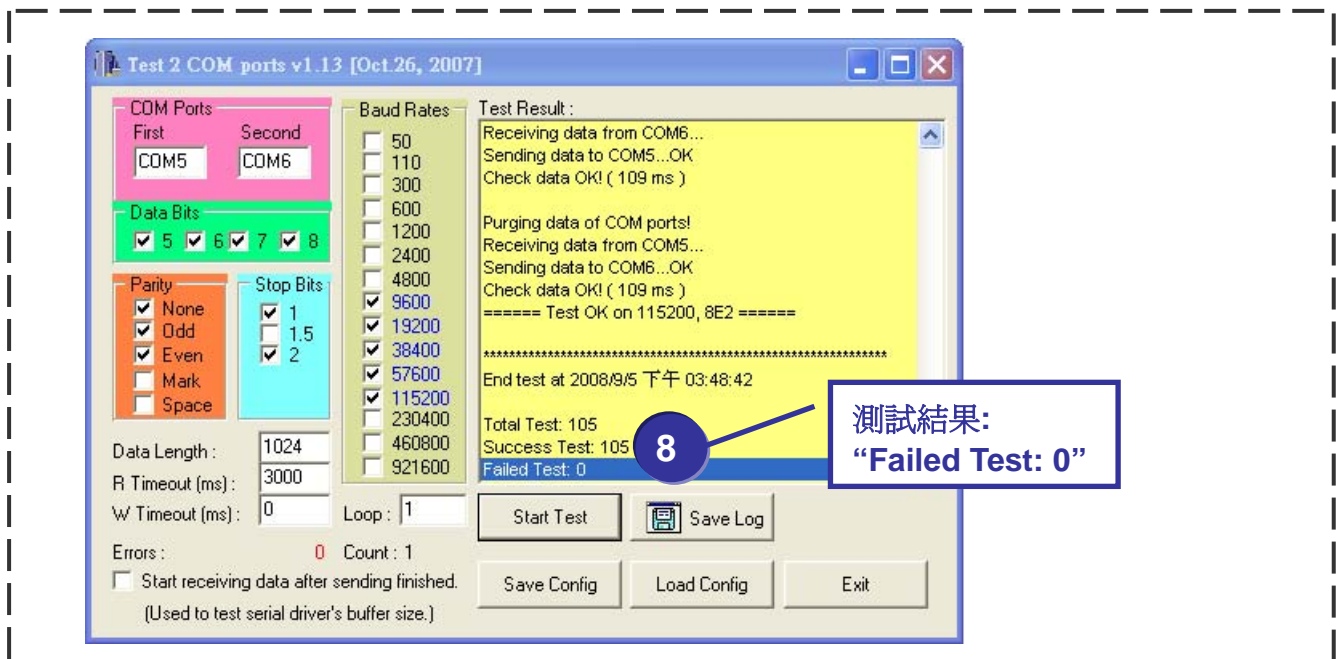 Test 2 COM ports v1.13 [Oct.26, 2007]
COM Ports
First Second
COM5 COM6
Data Bits
5 6 7 8
Parity
None
Odd
Even
Mark
Space
Stop Bits
1
1.5
2
Baud Rates
50
110
300
600
1200
2400
4800
9600
19200
38400
57600
115200
230400
460800
921600
Data Length : 1024
R Timeout (ms) : 3000
W Timeout (ms) : 0
Loop : 1
Errors : 0 Count : 1
Start receiving data after sending finished.
(Used to test serial driver's buffer size.)
Test Result :
Receiving data from COM6...
Sending data to COM5...OK
Check data OK! ( 109 ms )
Purging data of COM ports!
Receiving data from COM5...
Sending data to COM6...OK
Check data OK! ( 109 ms )
====== Test OK on 115200, 8E2 ======
****************************************************************
End test at 2008/9/5 下午 03:48:42
Total Test: 105
Success Test: 105
Failed Test: 0
8
測試結果:
“Failed Test: 0”
Start Test Save Log
Save Config Load Config Exit